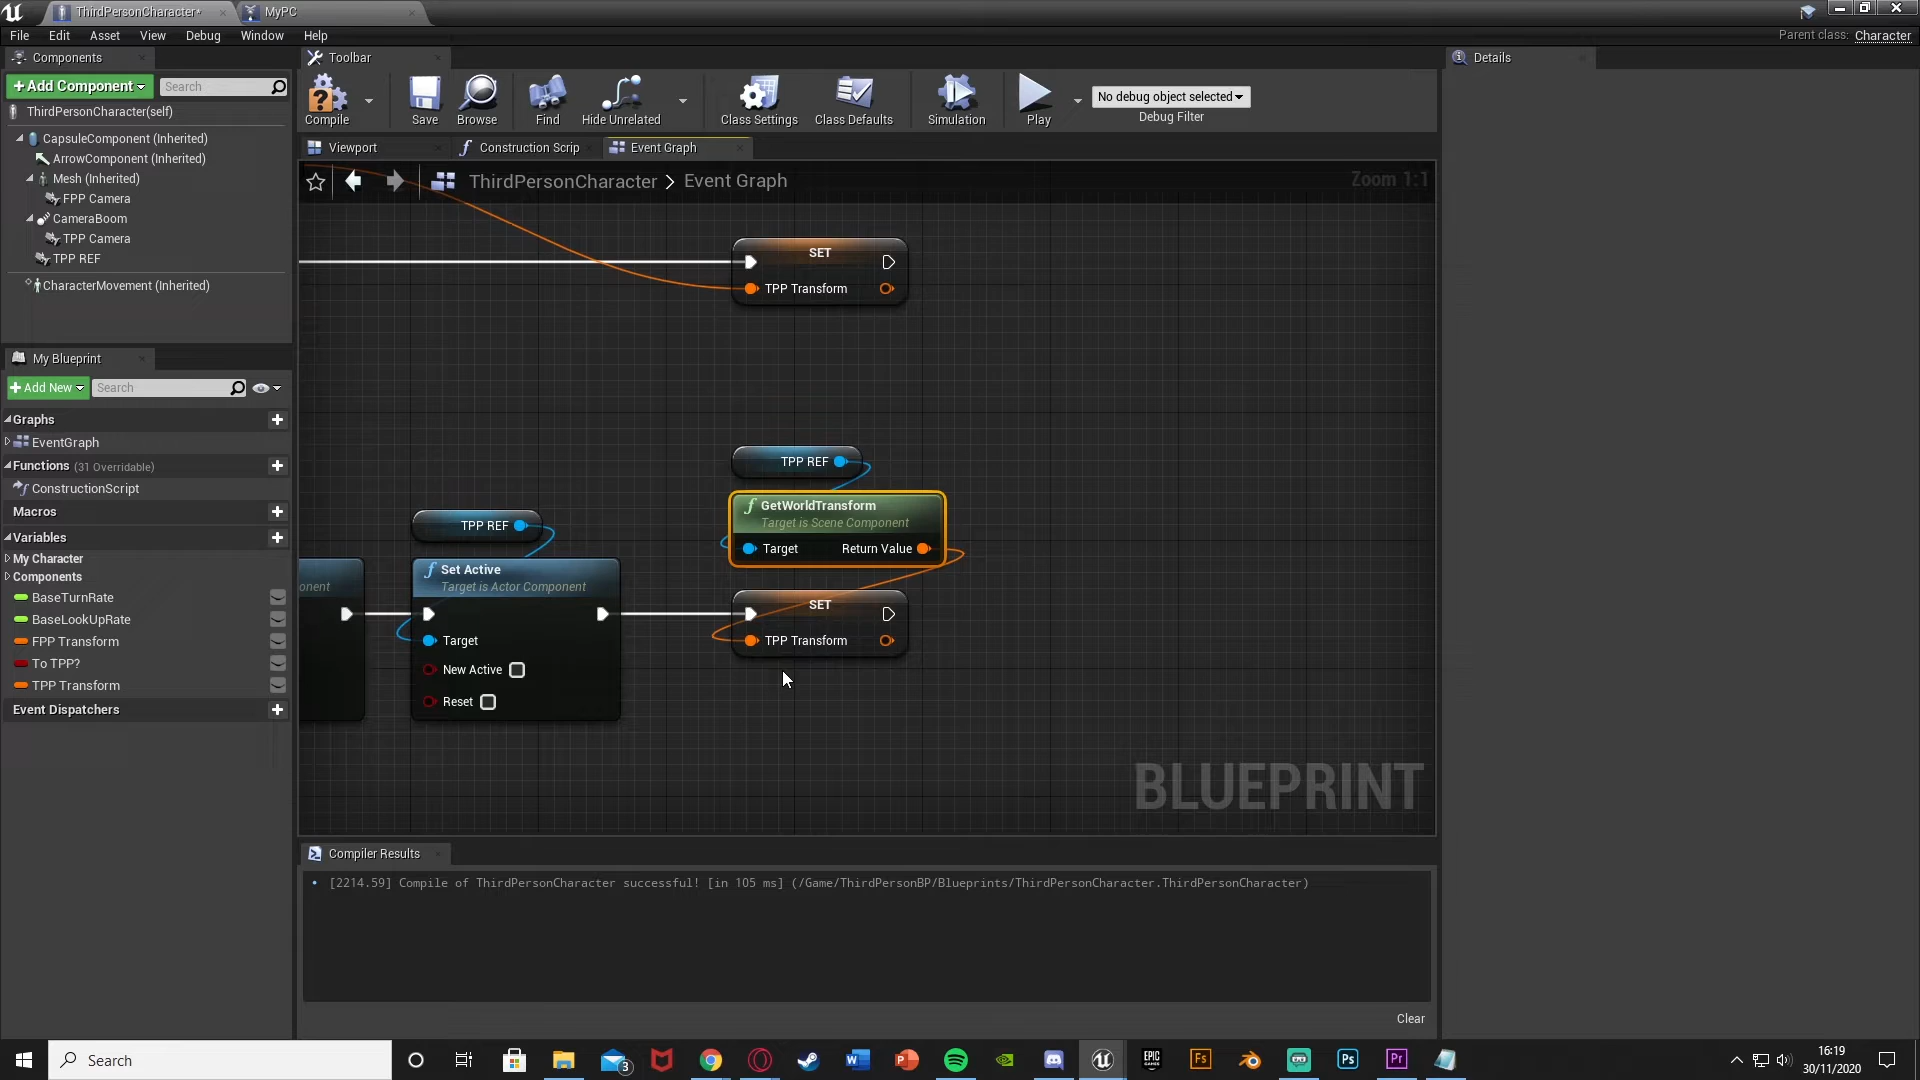 ThirdPersonCharacter*
MyPC
File Edit Asset View Debug Window Help
Parent class: Character
Components
Toolbar
Details
+ Add Component
Search
Compile
Save
Browse
Find
Hide Unrelated
Class Settings
Class Defaults
Simulation
Play
No debug object selected
Debug Filter
ThirdPersonCharacter(self)
CapsuleComponent (Inherited)
ArrowComponent (Inherited)
Mesh (Inherited)
FPP Camera
CameraBoom
TPP Camera
TPP REF
CharacterMovement (Inherited)
Viewport
Construction Scrip
Event Graph
ThirdPersonCharacter > Event Graph
Zoom 1:1
SET
TPP Transform
TPP REF
GetWorldTransform
Target is Scene Component
Target
Return Value
TPP REF
onent
Set Active
Target is Actor Component
Target
New Active
Reset
SET
TPP Transform
BLUEPRINT
My Blueprint
+ Add New
Search
Graphs
EventGraph
Functions (31 Overridable)
ConstructionScript
Macros
Variables
My Character
Components
BaseTurnRate
BaseLookUpRate
FPP Transform
To TPP?
TPP Transform
Event Dispatchers
Compiler Results
[2214.59] Compile of ThirdPersonCharacter successful! [in 105 ms] (/Game/ThirdPersonBP/Blueprints/ThirdPersonCharacter.ThirdPersonCharacter)
Clear
Search
3
EPIC
GAMES
Fs
Ps
Pr
16:19
30/11/2020